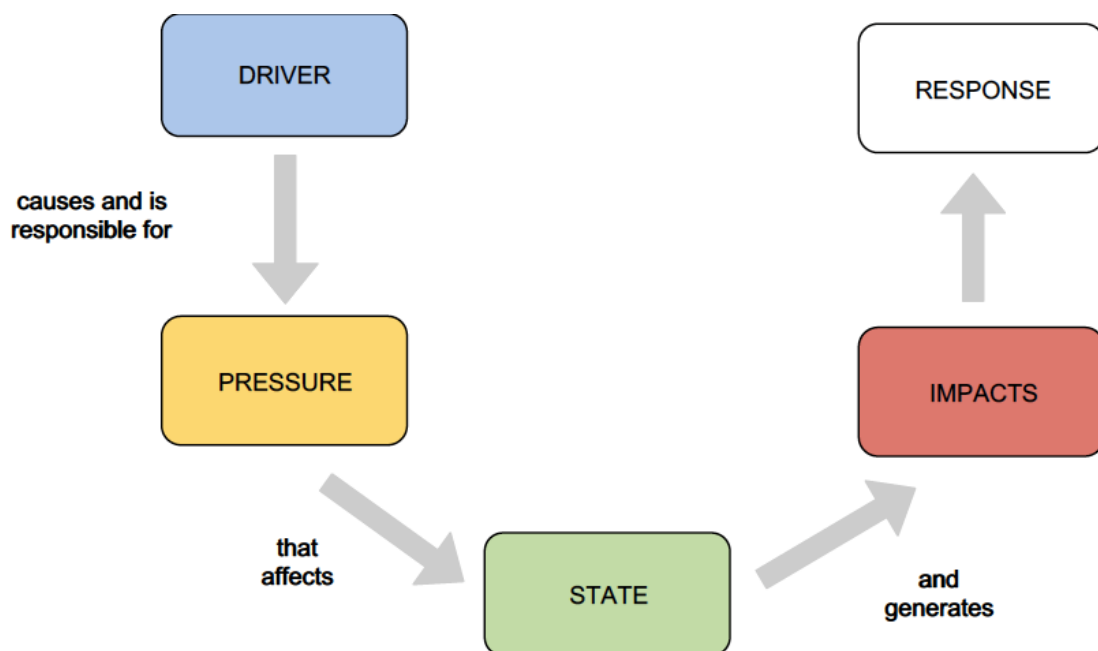 DRIVER
causes and is
responsible for
PRESSURE
that
affects
STATE
and
generates
IMPACTS
RESPONSE